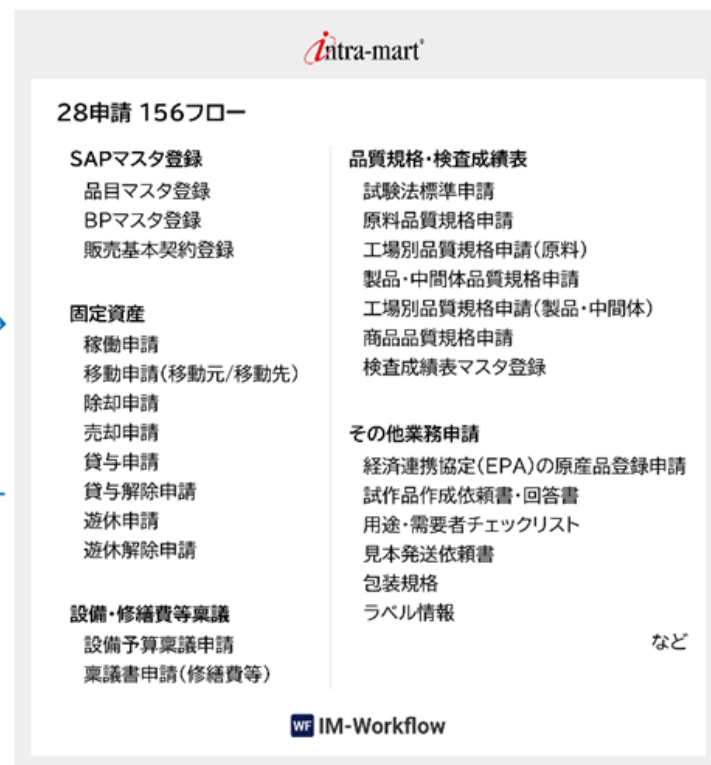 intra-mart
28申請 156フロー
SAPマスタ登録
品目マスタ登録
BPマスタ登録
販売基本契約登録
固定資産
稼働申請
移動申請(移動元/移動先)
除却申請
売却申請
貸与申請
貸与解除申請
遊休申請
遊休解除申請
設備・修繕費等稟議
設備予算稟議申請
稟議書申請(修繕費等)
品質規格・検査成績表
試験法標準申請
原料品質規格申請
工場別品質規格申請(原料)
製品・中間体品質規格申請
工場別品質規格申請(製品・中間体)
商品品質規格申請
検査成績表マスタ登録
その他業務申請
経済連携協定(EPA)の原産品登録申請
試作品作成依頼書・回答書
用途・需要者チェックリスト
見本発送依頼書
包装規格
ラベル情報
など
WF IM-Workflow